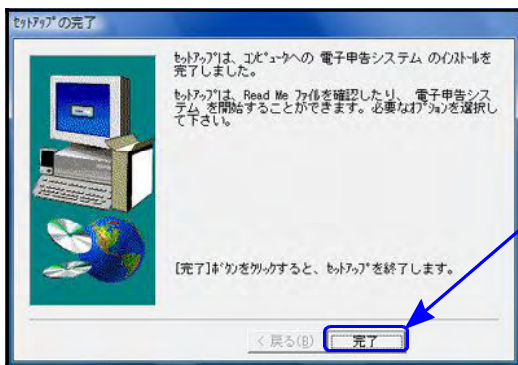 ｾｯﾄｱｯﾌﾟの完了
ｾｯﾄｱｯﾌﾟは、ｺﾝﾋﾟｭｰﾀへの 電子申告システム のｲﾝｽﾄｰﾙを
完了しました。
ｾｯﾄｱｯﾌﾟは、Read Me ﾌｧｲﾙを確認したり、 電子申告シス
テム を開始することができます。必要なｵﾌﾟｼｮﾝを選択し
て下さい。
[完了]ﾎﾞﾀﾝをｸﾘｯｸすると、ｾｯﾄｱｯﾌﾟを終了します。
< 戻る(B)
完了